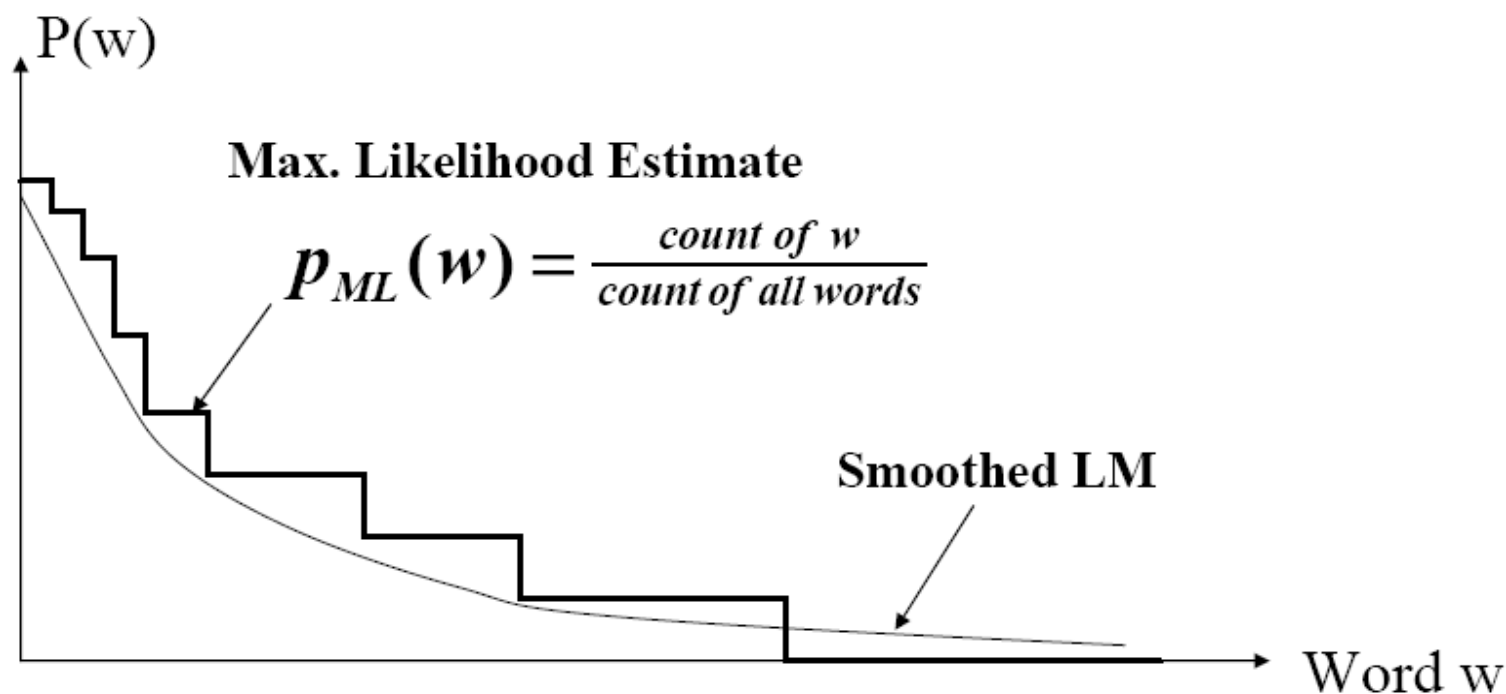 P(w)
Max. Likelihood Estimate
p_ML (w) = count of w / count of all words
Smoothed LM
Word w